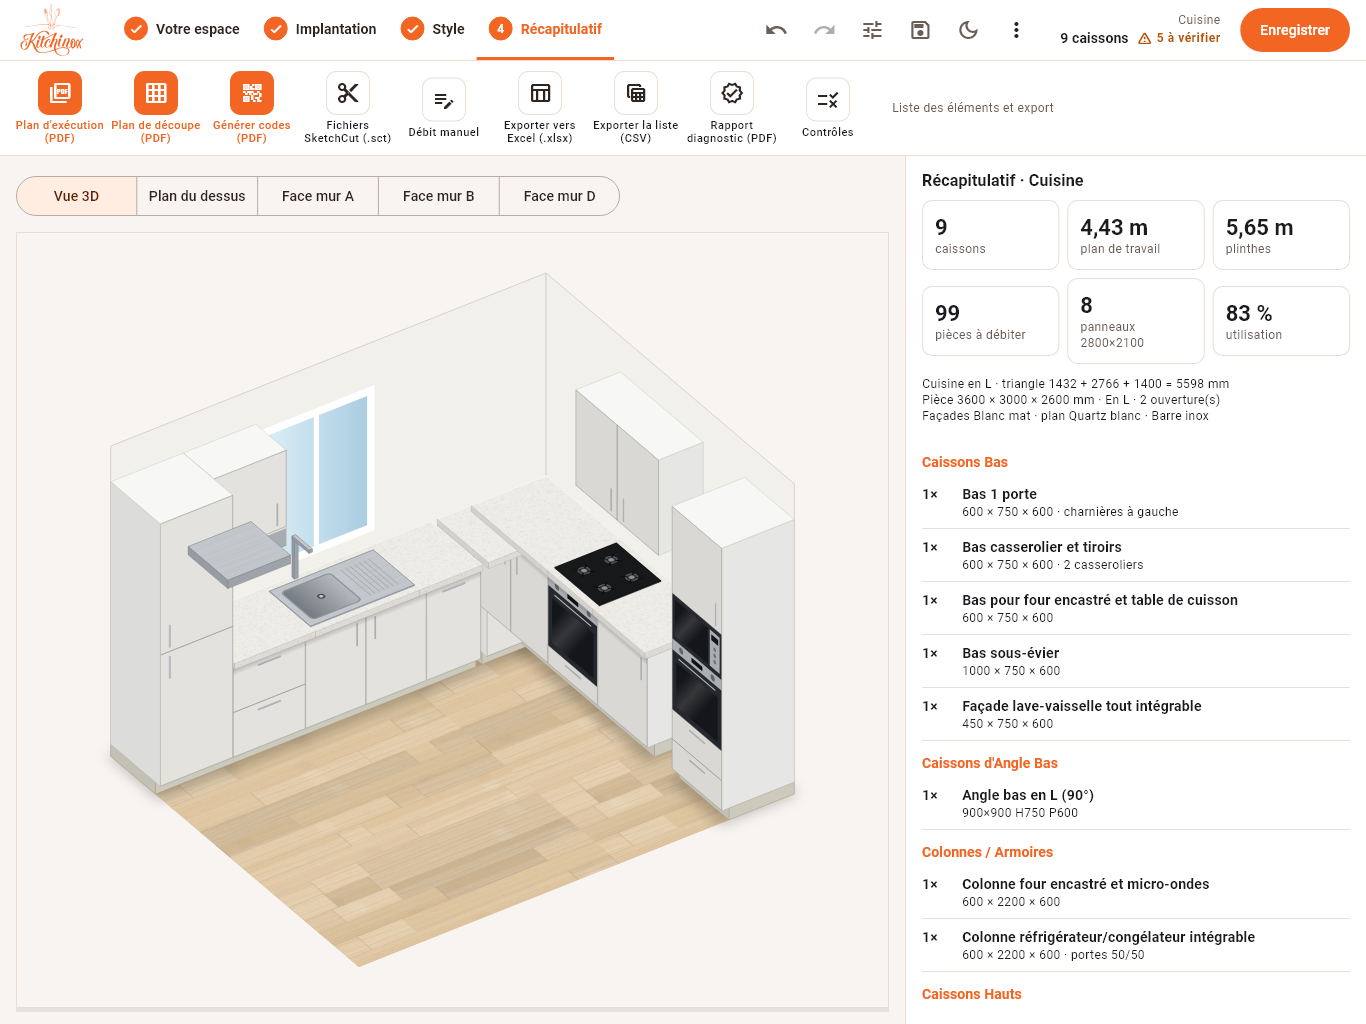 Kitchinox
Votre espace
Implantation
Style
4 Récapitulatif
9 caissons
Cuisine
5 à vérifier
Enregistrer
Plan d'exécution
(PDF)
Plan de découpe
(PDF)
Générer codes
(PDF)
Fichiers
SketchCut (.sct)
Débit manuel
Exporter vers
Excel (.xlsx)
Exporter la liste
(CSV)
Rapport
diagnostic (PDF)
Contrôles
Liste des éléments et export
Vue 3D
Plan du dessus
Face mur A
Face mur B
Face mur D
Récapitulatif · Cuisine
9
caissons
4,43 m
plan de travail
5,65 m
plinthes
99
pièces à débiter
8
panneaux
2800×2100
83 %
utilisation
Cuisine en L · triangle 1432 + 2766 + 1400 = 5598 mm
Pièce 3600 × 3000 × 2600 mm · En L · 2 ouverture(s)
Façades Blanc mat · plan Quartz blanc · Barre inox
Caissons Bas
1× Bas 1 porte
600 × 750 × 600 · charnières à gauche
1× Bas casserolier et tiroirs
600 × 750 × 600 · 2 casseroliers
1× Bas pour four encastré et table de cuisson
600 × 750 × 600
1× Bas sous-évier
1000 × 750 × 600
1× Façade lave-vaisselle tout intégrable
450 × 750 × 600
Caissons d'Angle Bas
1× Angle bas en L (90°)
900×900 H750 P600
Colonnes / Armoires
1× Colonne four encastré et micro-ondes
600 × 2200 × 600
1× Colonne réfrigérateur/congélateur intégrable
600 × 2200 × 600 · portes 50/50
Caissons Hauts